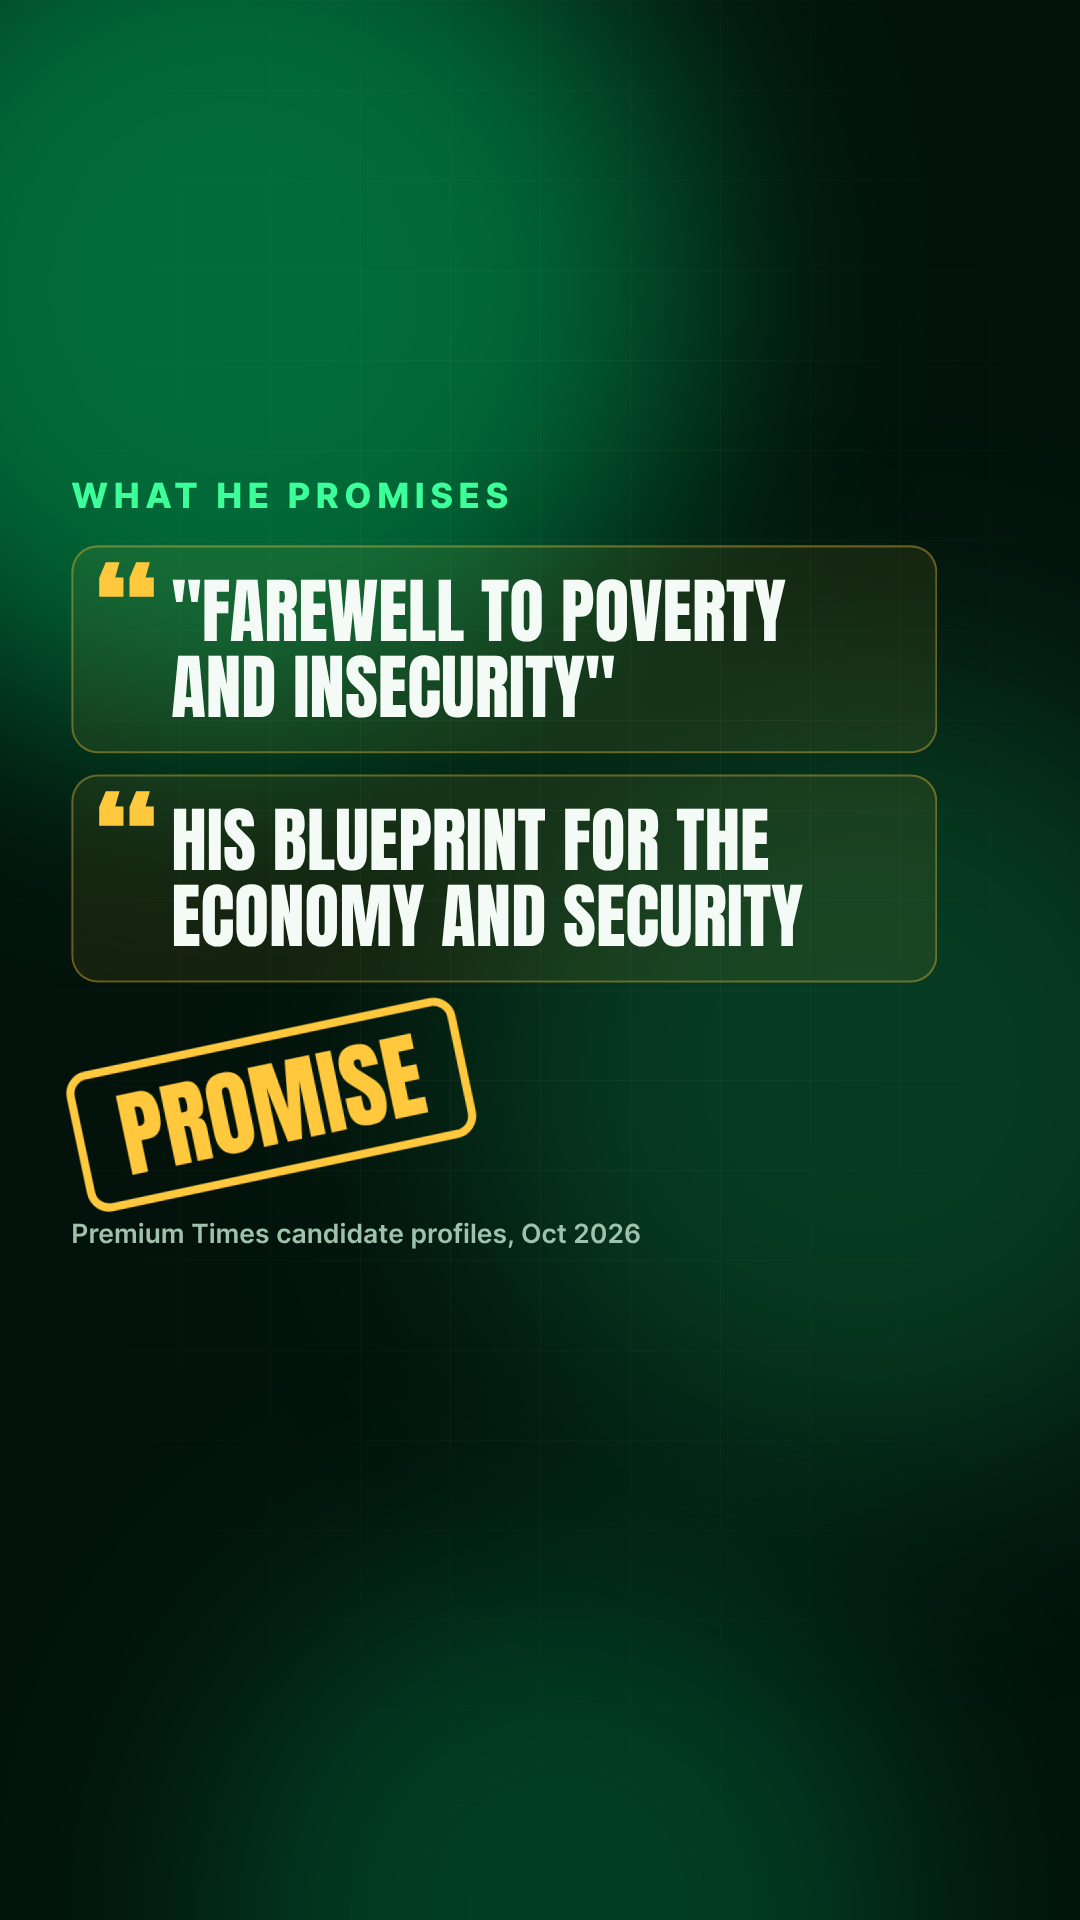 WHAT HE PROMISES
❝ "FAREWELL TO POVERTY
AND INSECURITY"
❝ HIS BLUEPRINT FOR THE
ECONOMY AND SECURITY
PROMISE
Premium Times candidate profiles, Oct 2026